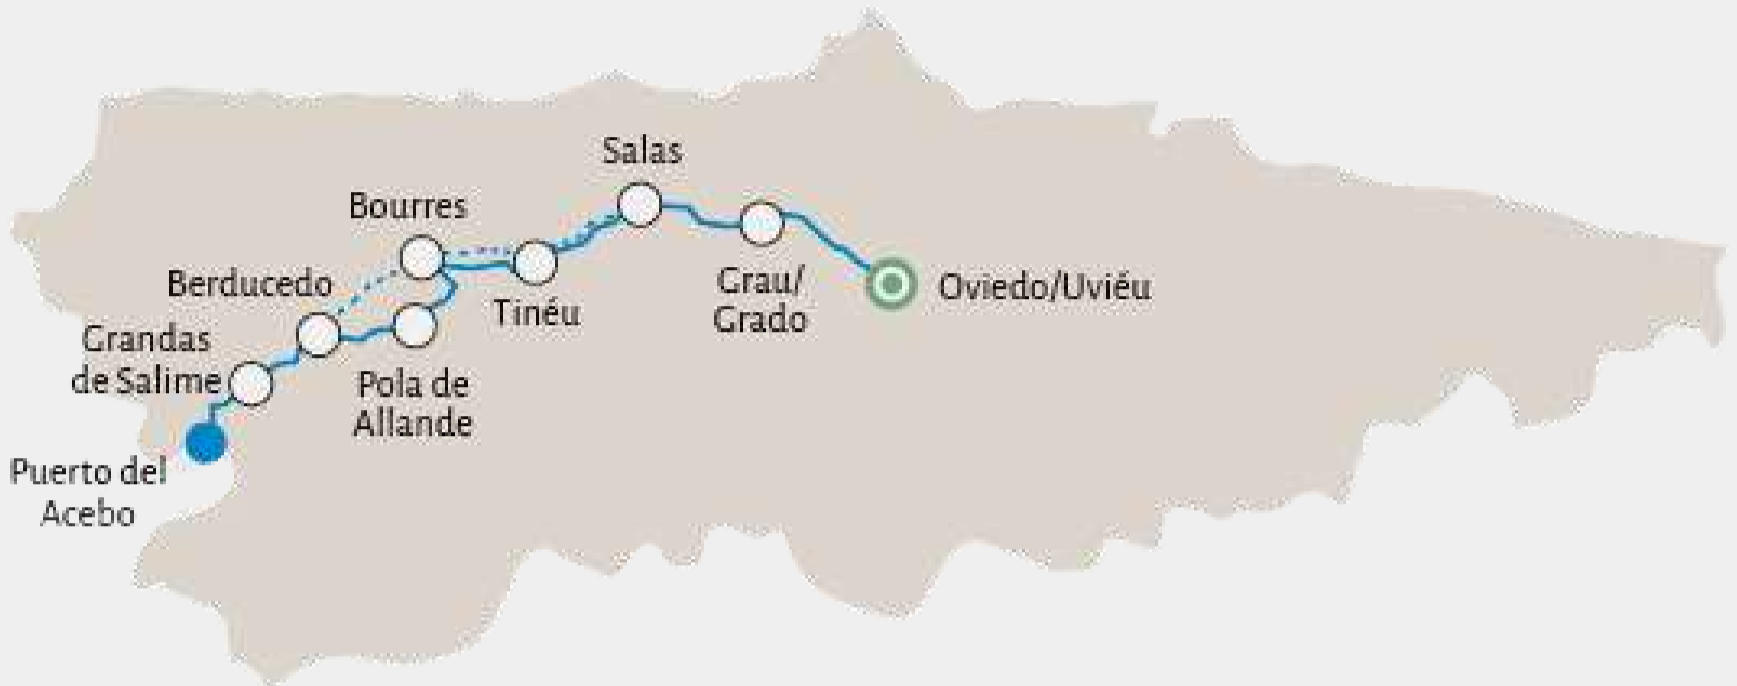 Salas
Bourres
Berducedo
Grandas
de Salime
Tinéu
Grau/
Grado
Oviedo/Uviéu
Pola de
Allande
Puerto del
Acebo